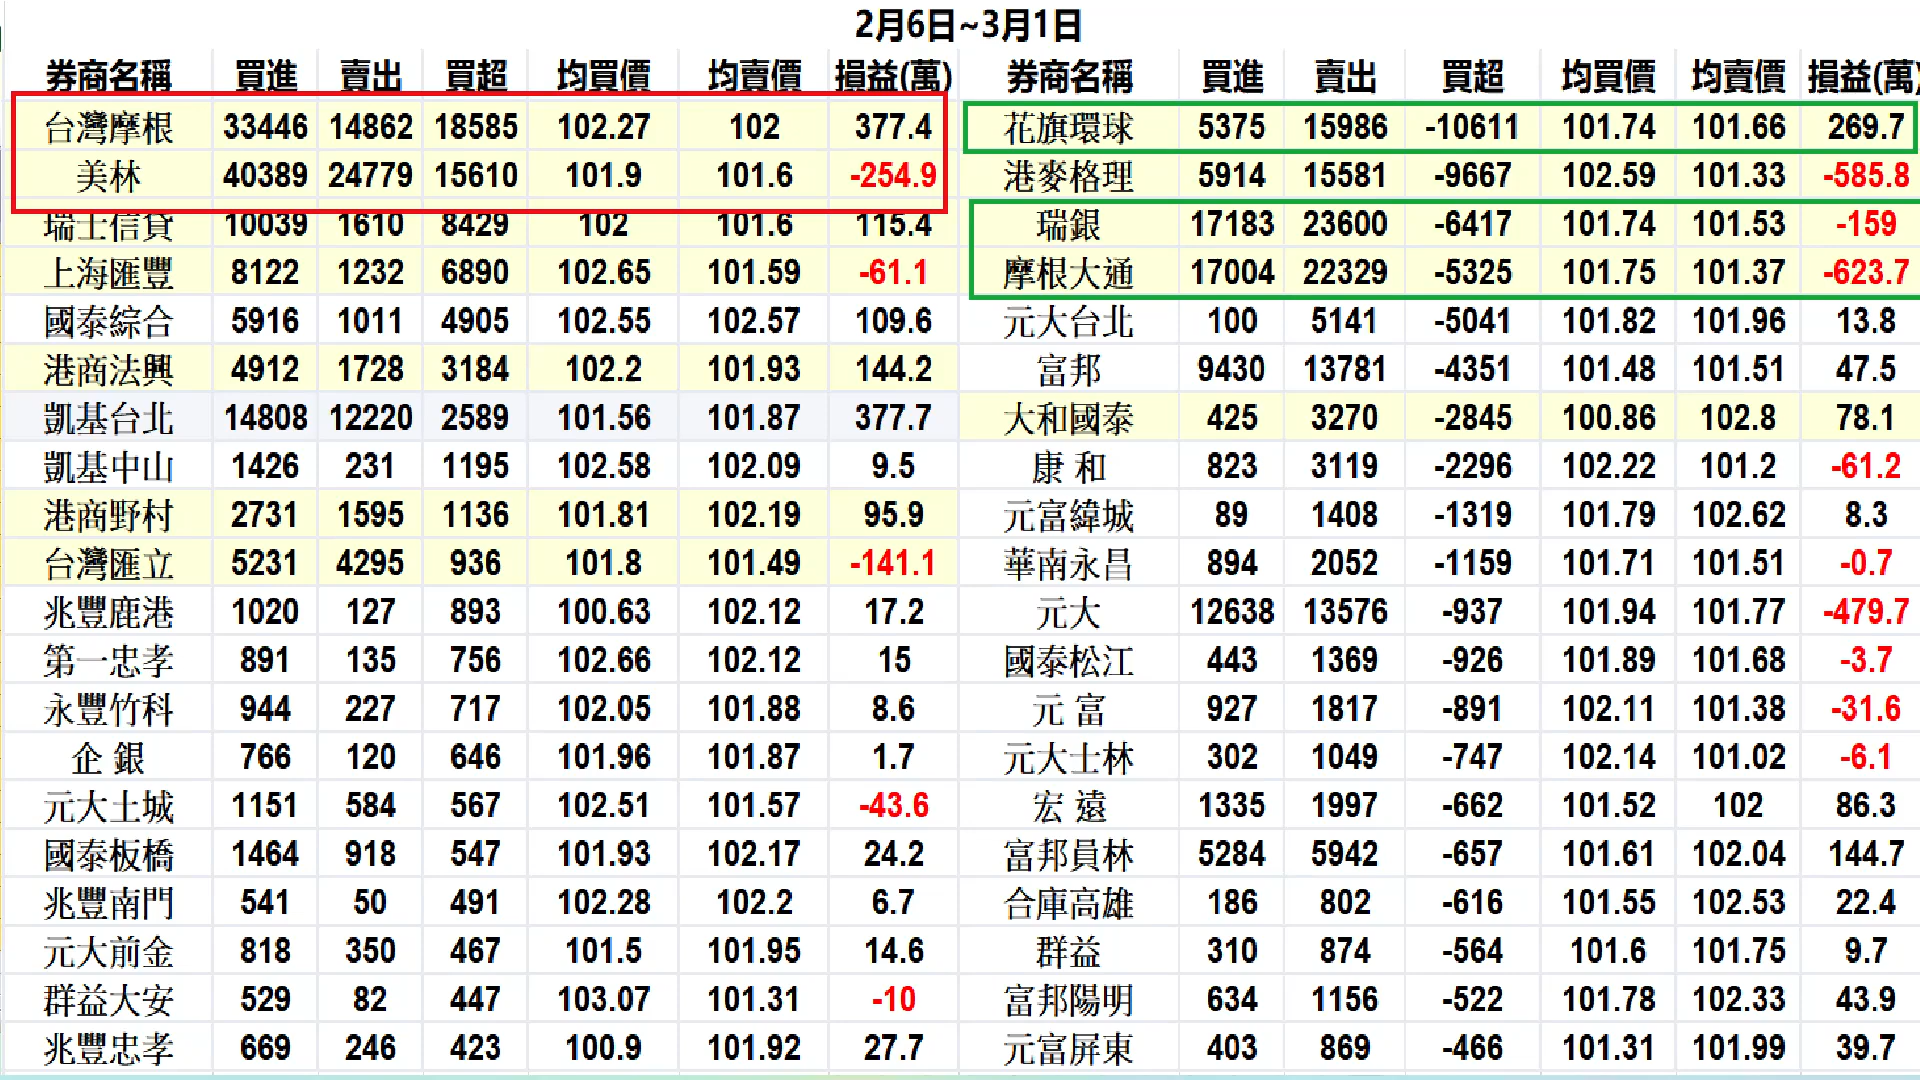 2月6日~3月1日
券商名稱 買進 賣出 買超 均買價 均賣價 損益(萬) 券商名稱 買進 賣出 買超 均買價 均賣價 損益(萬)
台灣摩根 33446 14862 18585 102.27 102 377.4 花旗環球 5375 15986 -10611 101.74 101.66 269.7
美林 40389 24779 15610 101.9 101.6 -254.9 港麥格理 5914 15581 -9667 102.59 101.33 -585.8
瑞士信貸 10039 1610 8429 102 101.6 115.4 瑞銀 17183 23600 -6417 101.74 101.53 -159
上海匯豐 8122 1232 6890 102.65 101.59 -61.1 摩根大通 17004 22329 -5325 101.75 101.37 -623.7
國泰綜合 5916 1011 4905 102.55 102.57 109.6 元大台北 100 5141 -5041 101.82 101.96 13.8
港商法興 4912 1728 3184 102.2 101.93 144.2 富邦 9430 13781 -4351 101.48 101.51 47.5
凱基台北 14808 12220 2589 101.56 101.87 377.7 大和國泰 425 3270 -2845 100.86 102.8 78.1
凱基中山 1426 231 1195 102.58 102.09 9.5 康 和 823 3119 -2296 102.22 101.2 -61.2
港商野村 2731 1595 1136 101.81 102.19 95.9 元富緯城 89 1408 -1319 101.79 102.62 8.3
台灣匯立 5231 4295 936 101.8 101.49 -141.1 華南永昌 894 2052 -1159 101.71 101.51 -0.7
兆豐鹿港 1020 127 893 100.63 102.12 17.2 元大 12638 13576 -937 101.94 101.77 -479.7
第一忠孝 891 135 756 102.66 102.12 15 國泰松江 443 1369 -926 101.89 101.68 -3.7
永豐竹科 944 227 717 102.05 101.88 8.6 元 富 927 1817 -891 102.11 101.38 -31.6
企 銀 766 120 646 101.96 101.87 1.7 元大士林 302 1049 -747 102.14 101.02 -6.1
元大土城 1151 584 567 102.51 101.57 -43.6 宏 遠 1335 1997 -662 101.52 102 86.3
國泰板橋 1464 918 547 101.93 102.17 24.2 富邦員林 5284 5942 -657 101.61 102.04 144.7
兆豐南門 541 50 491 102.28 102.2 6.7 合庫高雄 186 802 -616 101.55 102.53 22.4
元大前金 818 350 467 101.5 101.95 14.6 群益 310 874 -564 101.6 101.75 9.7
群益大安 529 82 447 103.07 101.31 -10 富邦陽明 634 1156 -522 101.78 102.33 43.9
兆豐忠孝 669 246 423 100.9 101.92 27.7 元富屏東 403 869 -466 101.31 101.99 39.7